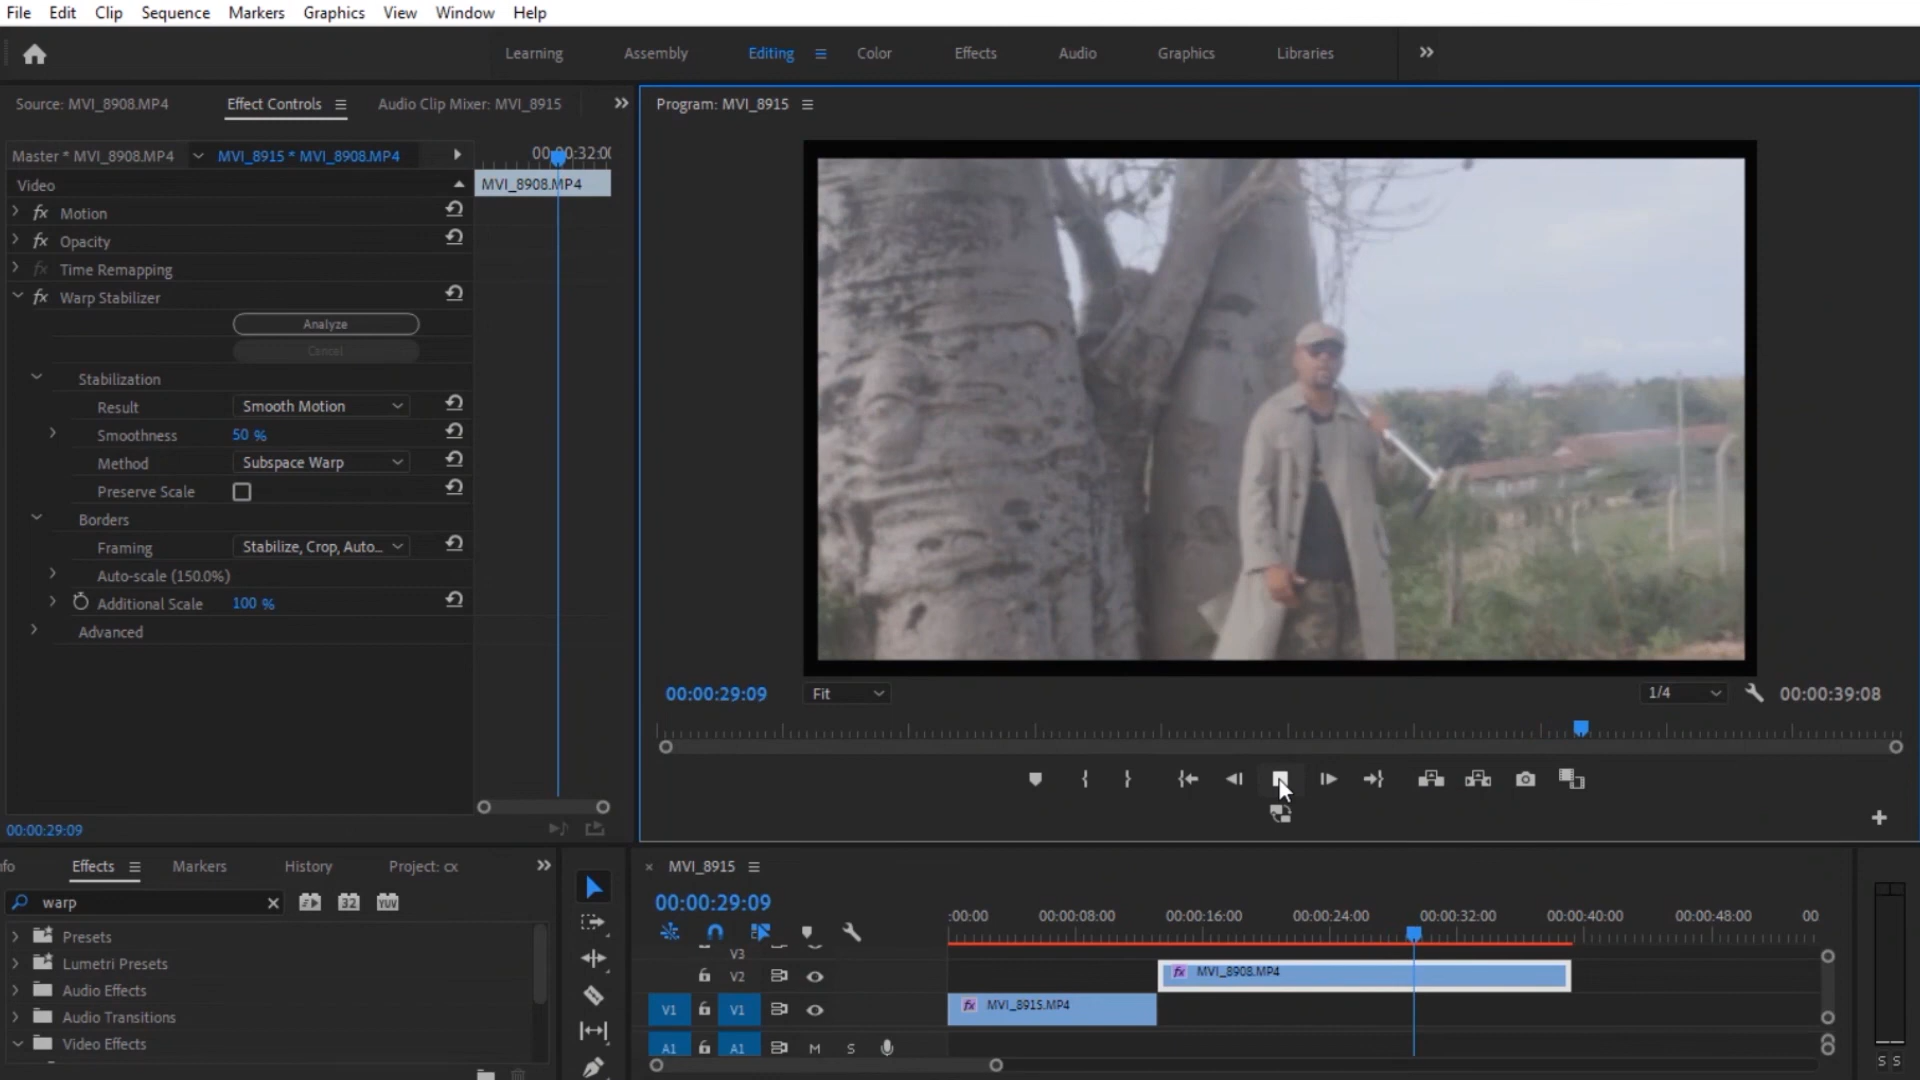 File Edit Clip Sequence Markers Graphics View Window Help
Learning Assembly Editing Color Effects Audio Graphics Libraries
Source: MVI_8908.MP4 Effect Controls Audio Clip Mixer: MVI_8915
Program: MVI_8915
Master * MVI_8908.MP4 MVI_8915 * MVI_8908.MP4
Video
MVI_8908.MP4
fx Motion
fx Opacity
fx Time Remapping
fx Warp Stabilizer
Analyze
Cancel
Stabilization
Result Smooth Motion
Smoothness 50 %
Method Subspace Warp
Preserve Scale
Borders
Framing Stabilize, Crop, Auto...
Auto-scale (150.0%)
Additional Scale 100 %
Advanced
00:00:29:09
00:00:29:09 Fit 1/4 00:00:39:08
Effects Markers History Project: cx
warp 32 YUV
Presets
Lumetri Presets
Audio Effects
Audio Transitions
Video Effects
MVI_8915
00:00:29:09
:00:00 00:00:08:00 00:00:16:00 00:00:24:00 00:00:32:00 00:00:40:00 00:00:48:00 00
V3
V2 fx MVI_8908.MP4
V1 V1 fx MVI_8915.MP4
A1 A1 M S
S S